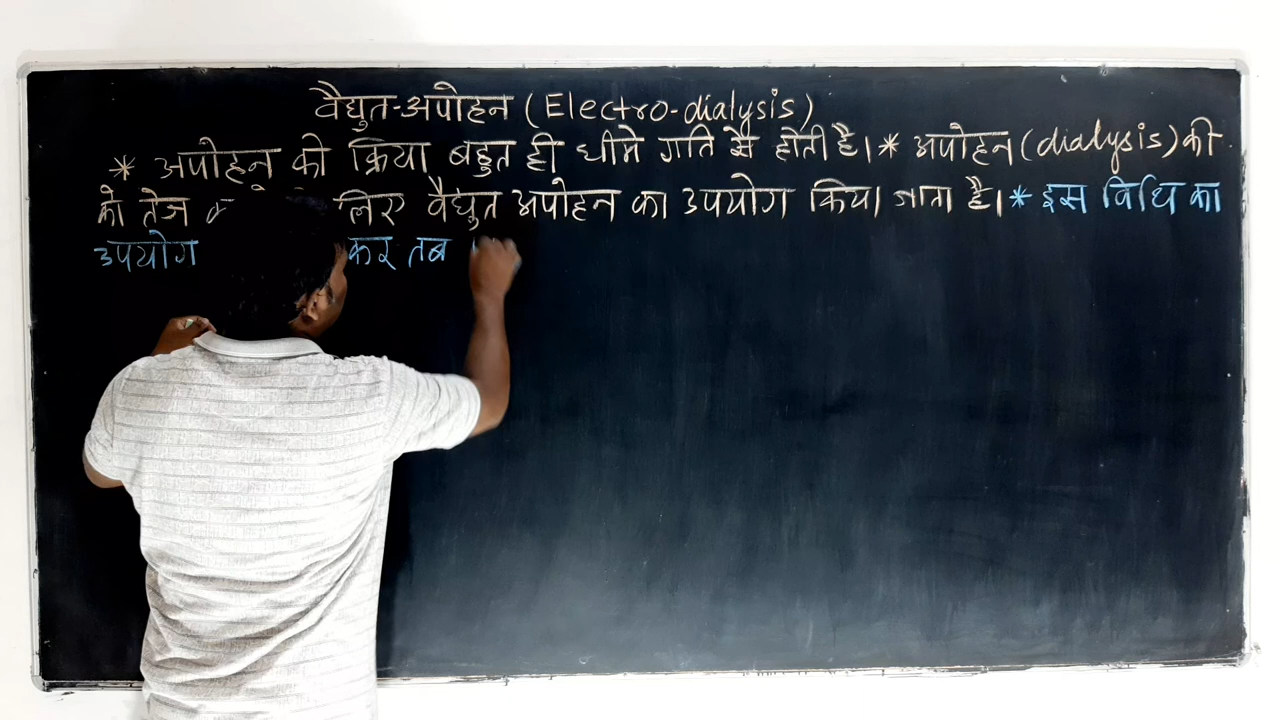 वैद्युत-अपोहन (Electro-dialysis)
* अपोहन की क्रिया बहुत ही धीमे गति से होती है। * अपोहन (dialysis) की
को तेज लिए वैद्युत अपोहन का उपयोग किया जाता है। * इस विधि का
उपयोग कर तब